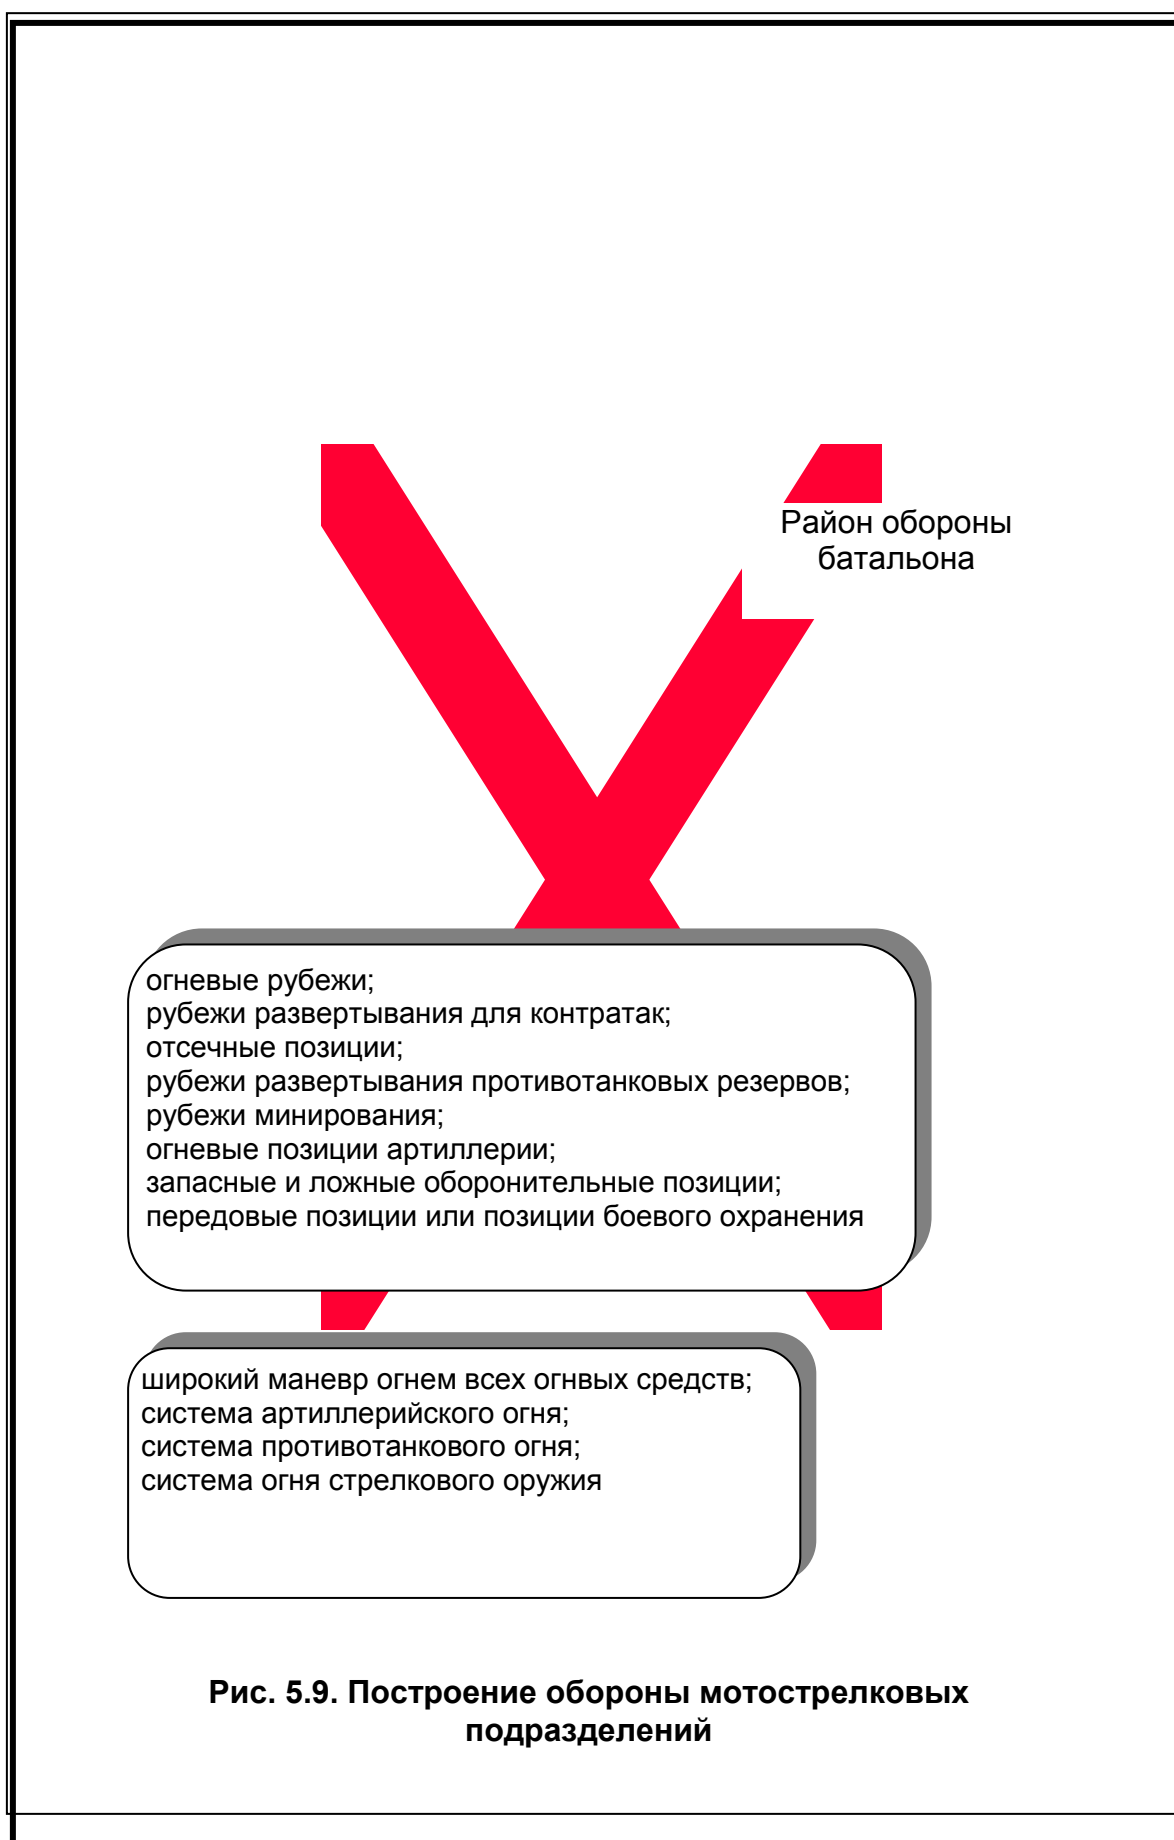 Район обороны
батальона
огневые рубежи;
рубежи развертывания для контратак;
отсечные позиции;
рубежи развертывания противотанковых резервов;
рубежи минирования;
огневые позиции артиллерии;
запасные и ложные оборонительные позиции;
передовые позиции или позиции боевого охранения
широкий маневр огнем всех огнвых средств;
система артиллерийского огня;
система противотанкового огня;
система огня стрелкового оружия
Рис. 5.9. Построение обороны мотострелковых
подразделений